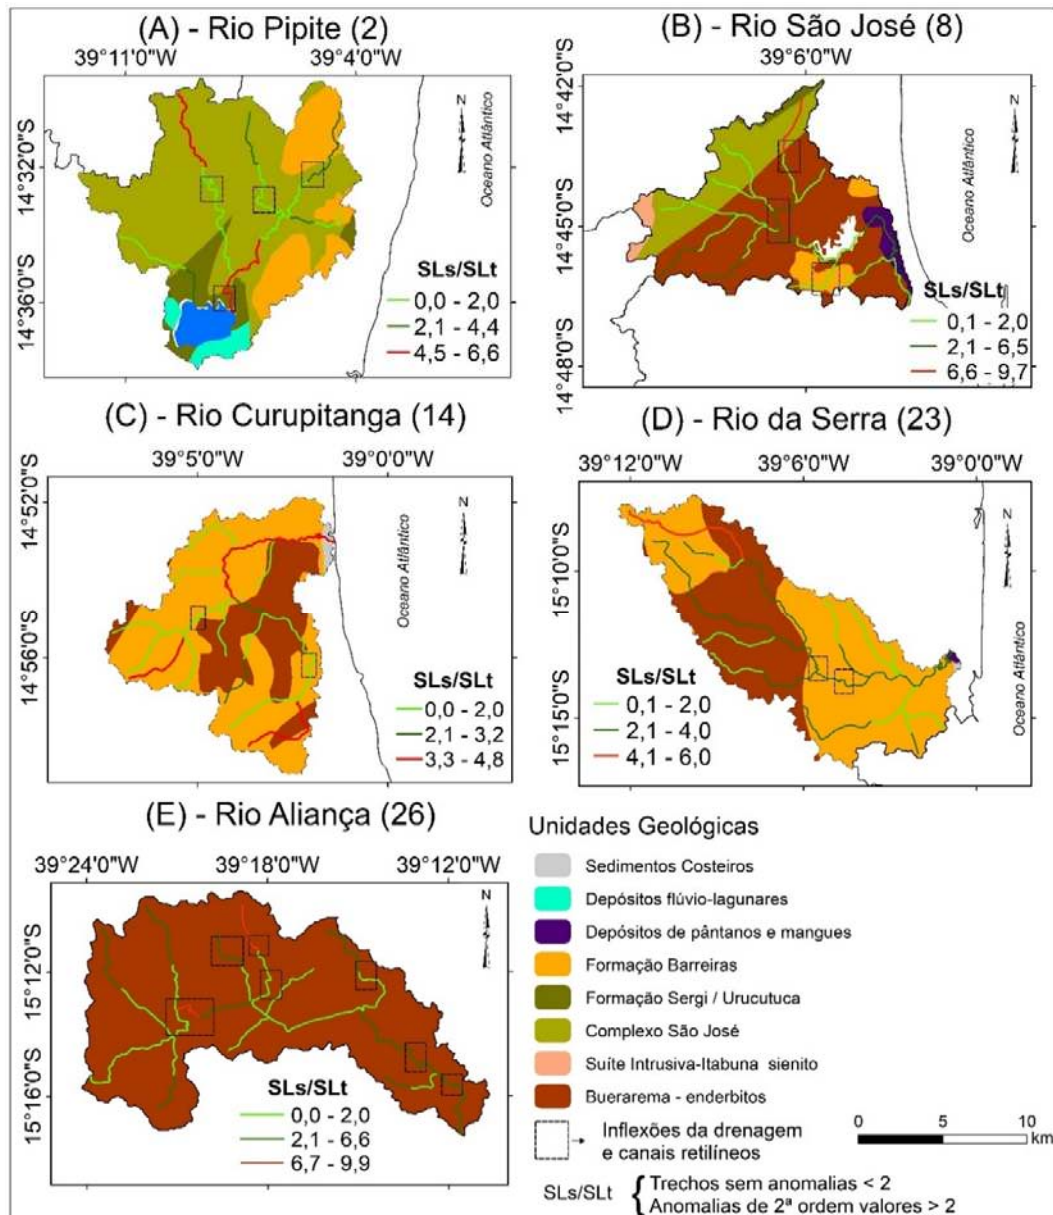 (A) - Rio Pipite (2)
39°11'0"W
39°4'0"W
14°32'0"S
14°36'0"S
N
Oceano Atlântico
SLs/SLt
0,0 - 2,0
2,1 - 4,4
4,5 - 6,6
(B) - Rio São José (8)
39°6'0"W
14°42'0"S
14°45'0"S
14°48'0"S
N
Oceano Atlântico
SLs/SLt
0,1 - 2,0
2,1 - 6,5
6,6 - 9,7
(C) - Rio Curupitanga (14)
39°5'0"W
39°0'0"W
14°52'0"S
14°56'0"S
N
Oceano Atlântico
SLs/SLt
0,0 - 2,0
2,1 - 3,2
3,3 - 4,8
(D) - Rio da Serra (23)
39°12'0"W
39°6'0"W
39°0'0"W
15°10'0"S
15°15'0"S
N
Oceano Atlântico
SLs/SLt
0,1 - 2,0
2,1 - 4,0
4,1 - 6,0
(E) - Rio Aliança (26)
39°24'0"W
39°18'0"W
39°12'0"W
15°12'0"S
15°16'0"S
N
SLs/SLt
0,0 - 2,0
2,1 - 6,6
6,7 - 9,9
Unidades Geológicas
Sedimentos Costeiros
Depósitos flúvio-lagunares
Depósitos de pântanos e mangues
Formação Barreiras
Formação Sergi / Urucutuca
Complexo São José
Suíte Intrusiva-Itabuna sienito
Buerarema - enderbitos
Inflexões da drenagem
e canais retilíneos
0 5 10
km
SLs/SLt { Trechos sem anomalias < 2
Anomalias de 2ª ordem valores > 2